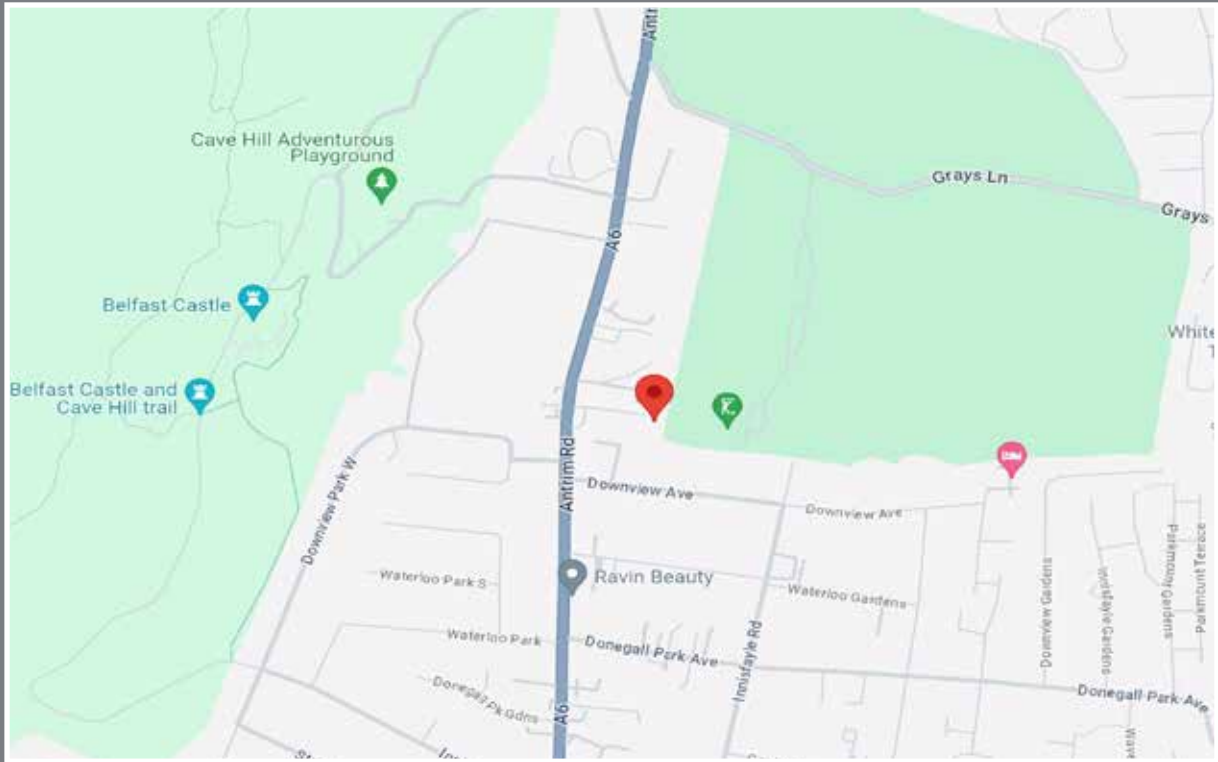 Antr
Cave Hill Adventurous
Playground
Grays Ln
Grays
A6
Belfast Castle
White
Belfast Castle and
Cave Hill trail
Antrim Rd
Downview Park W
Downview Ave
Downview Ave
Ravin Beauty
Waterloo Park S
Waterloo Gardens
Waterloo Park
Donegall Park Ave
Innisfayle Rd
Downview Gardens
Innisfayle Gardens
Parkmount Gardens
Parkmount Terrace
Donegall Pk Gdns
A6
Donegall Park Ave
Wave
Inn